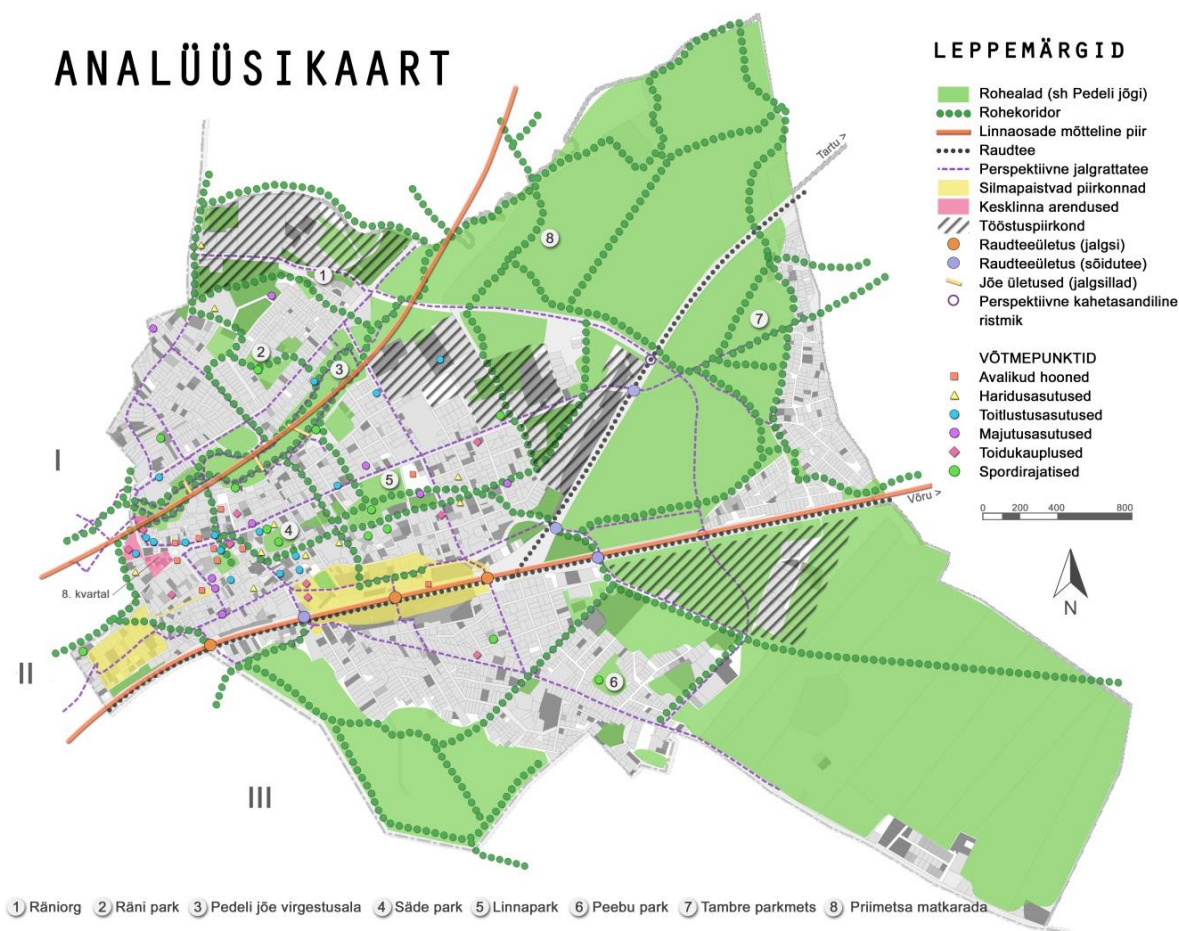 ANALÜÜSIKAART
LEPPEMÄRGID
Rohealad (sh Pedeli jõgi)
Rohekoridor
Linnaosade mõtteline piir
Raudtee
Perspektiivne jalgrattatee
Silmapaistvad piirkonnad
Kesklinna arendused
Tööstuspiirkond
Raudteeületus (jalgsi)
Raudteeületus (sõidutee)
Jõe ületused (jalgsillad)
Perspektiivne kahetasandiline
ristmik
VÕTMEPUNKTID
Avalikud hooned
Haridusasutused
Toitlustusasutused
Majutusasutused
Toidukauplused
Spordirajatised
0 200 400 800
N
Tartu >
Võru >
8. kvartal
I
II
III
1
2
3
4
5
6
7
8
1 Räniorg 2 Räni park 3 Pedeli jõe virgestusala 4 Säde park 5 Linnapark 6 Peebu park 7 Tambre parkmets 8 Priimetsa matkarada